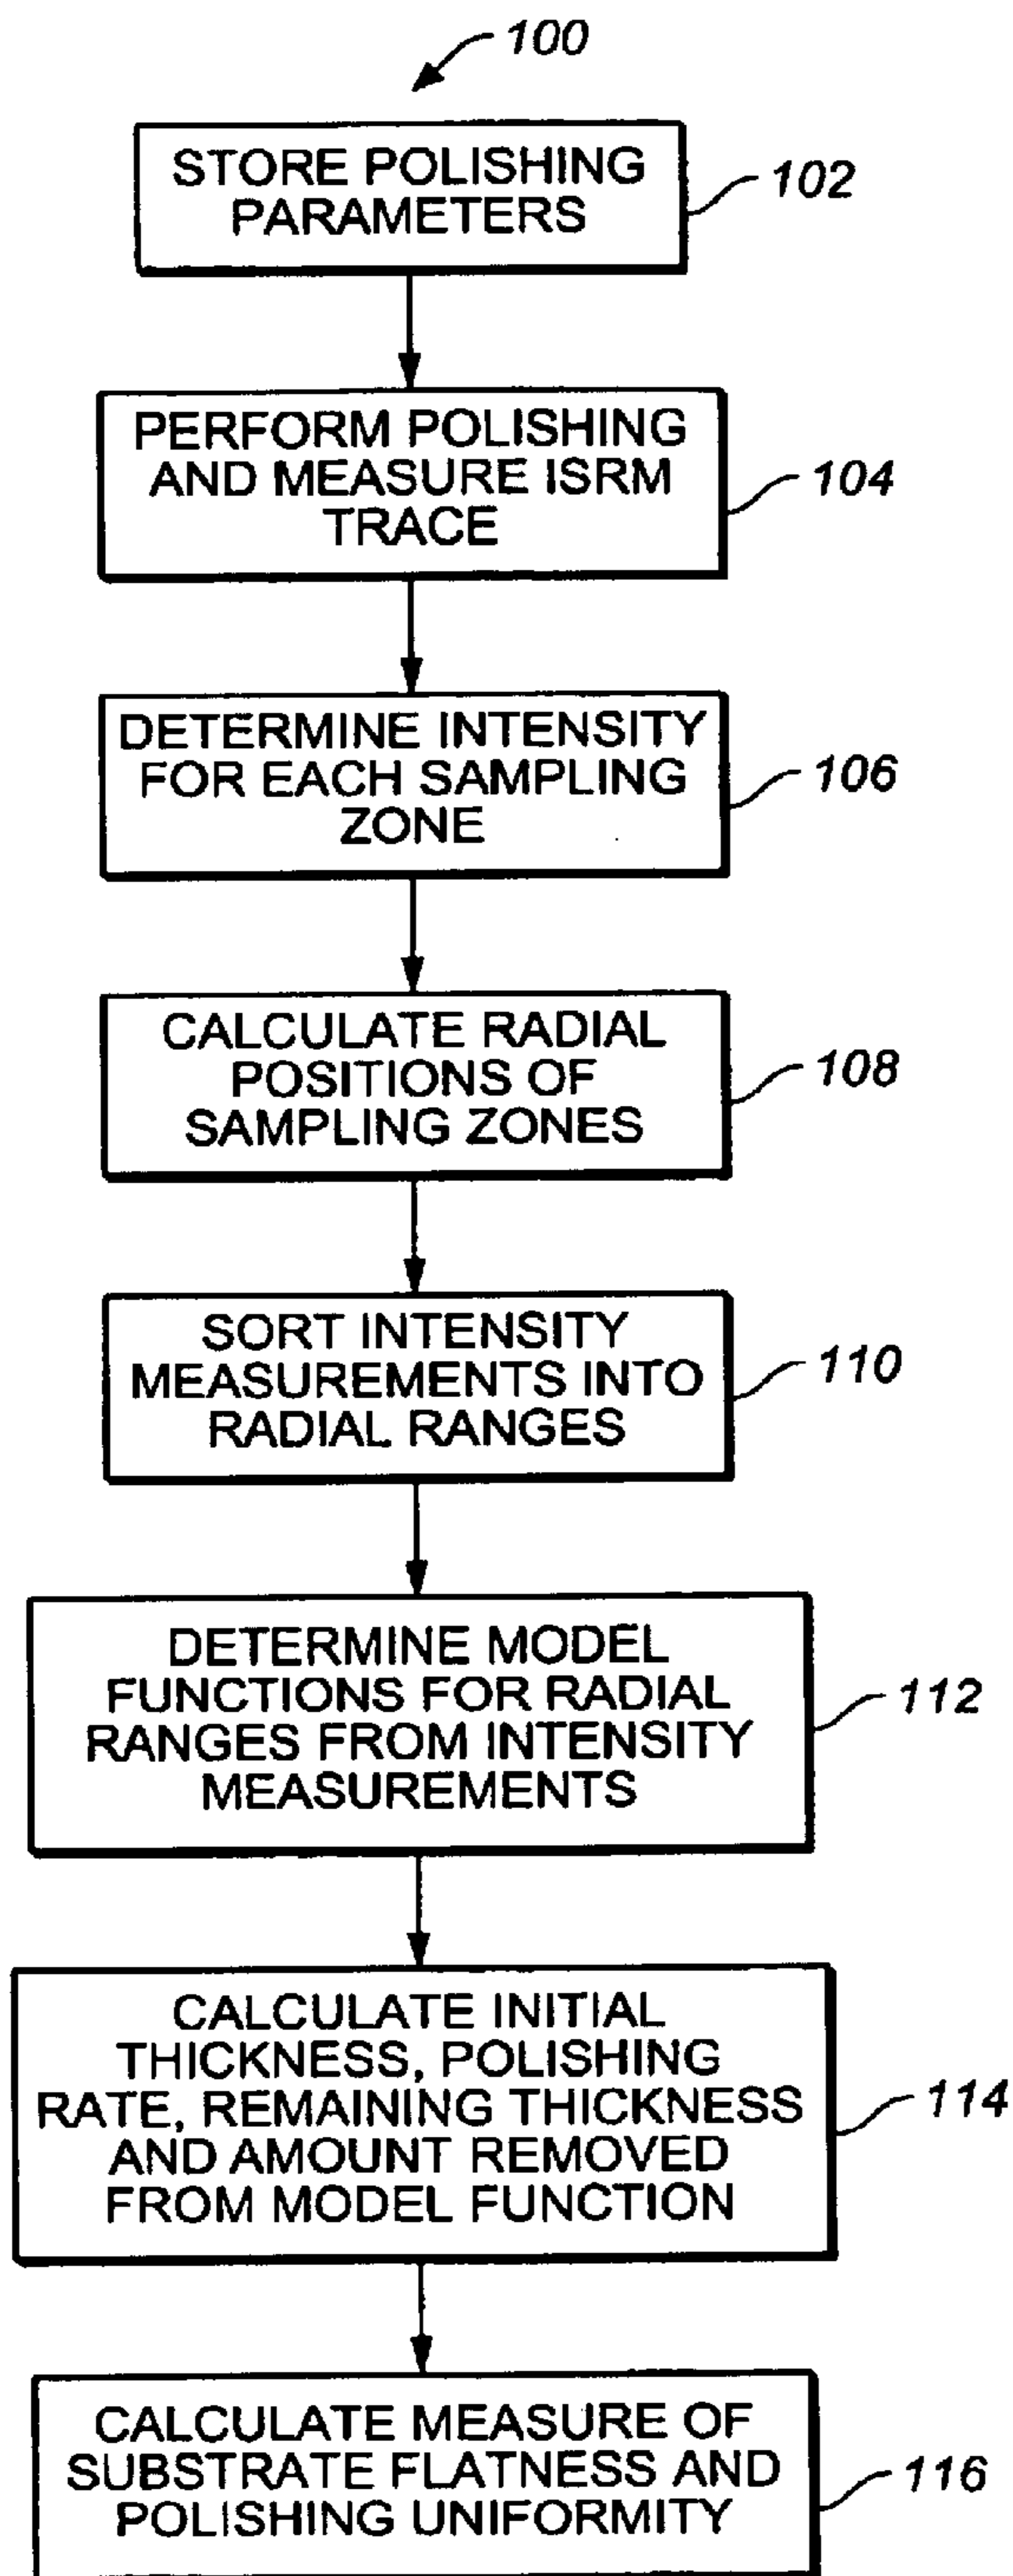 100
STORE POLISHING
PARAMETERS
102
PERFORM POLISHING
AND MEASURE ISRM
TRACE
104
DETERMINE INTENSITY
FOR EACH SAMPLING
ZONE
106
CALCULATE RADIAL
POSITIONS OF
SAMPLING ZONES
108
SORT INTENSITY
MEASUREMENTS INTO
RADIAL RANGES
110
DETERMINE MODEL
FUNCTIONS FOR RADIAL
RANGES FROM INTENSITY
MEASUREMENTS
112
CALCULATE INITIAL
THICKNESS, POLISHING
RATE, REMAINING THICKNESS
AND AMOUNT REMOVED
FROM MODEL FUNCTION
114
CALCULATE MEASURE OF
SUBSTRATE FLATNESS AND
POLISHING UNIFORMITY
116